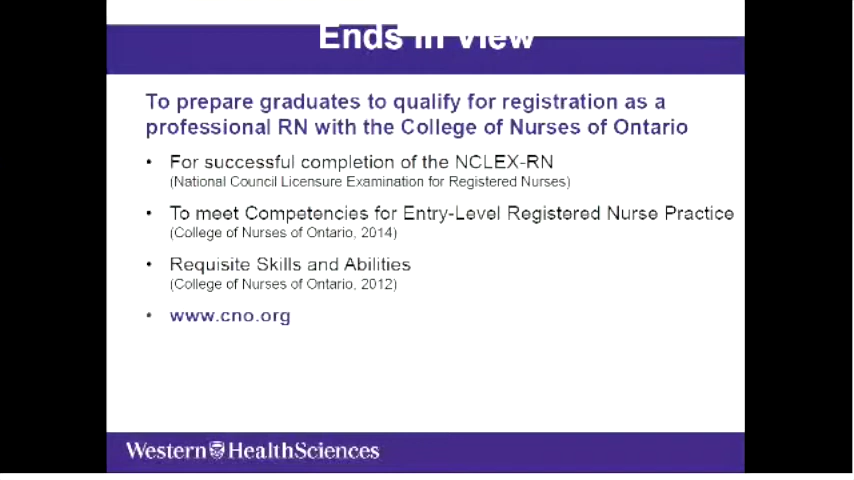 Ends in View
To prepare graduates to qualify for registration as a
professional RN with the College of Nurses of Ontario
• For successful completion of the NCLEX-RN
(National Council Licensure Examination for Registered Nurses)
• To meet Competencies for Entry-Level Registered Nurse Practice
(College of Nurses of Ontario, 2014)
• Requisite Skills and Abilities
(College of Nurses of Ontario, 2012)
• www.cno.org
Western HealthSciences